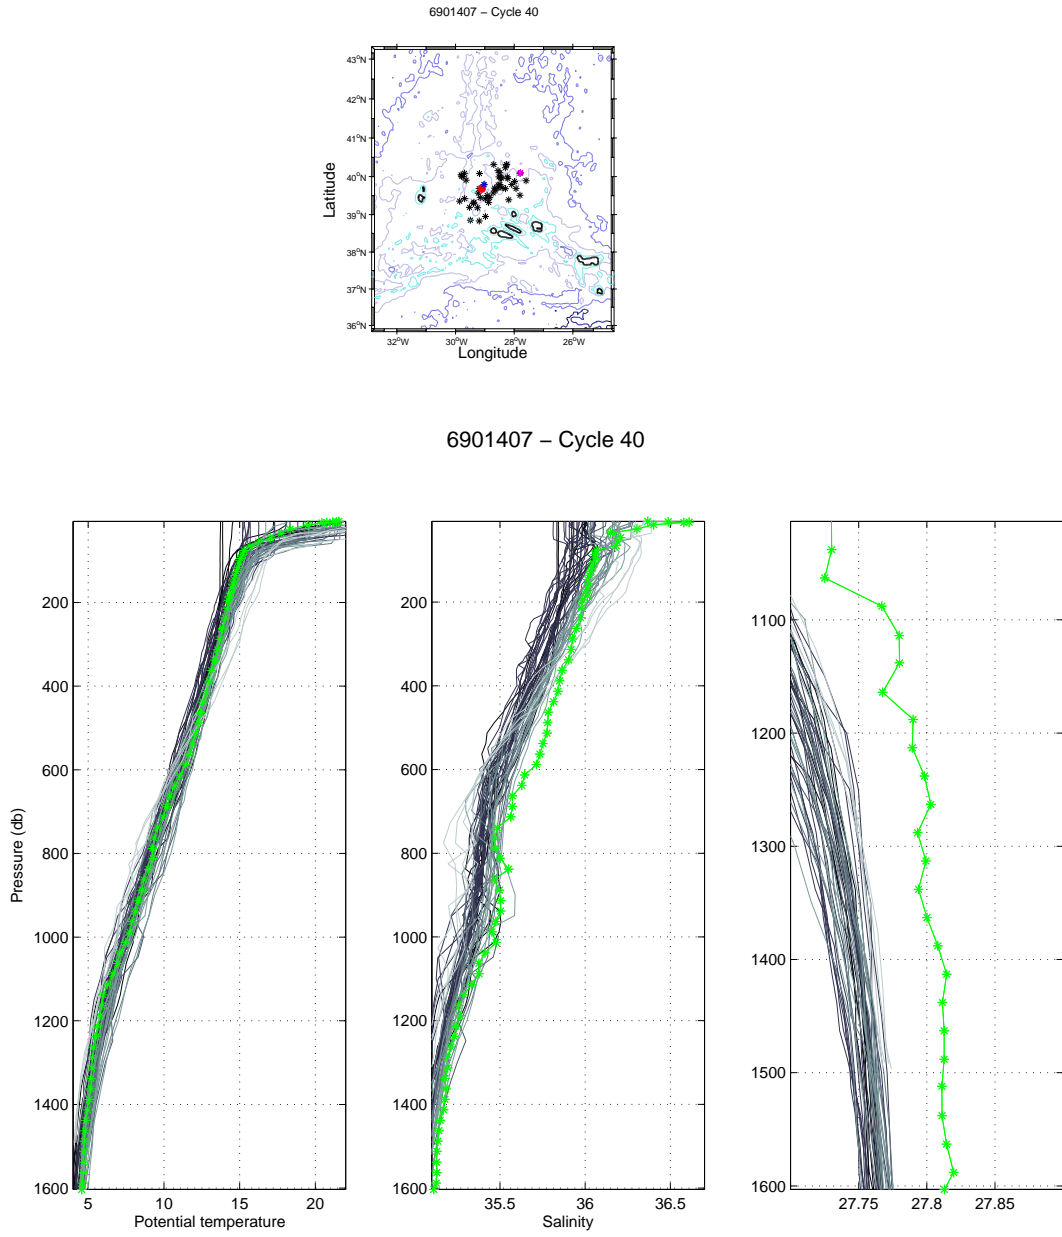 6901407 – Cycle 40
43°N
42°N
41°N
40°N
39°N
38°N
37°N
36°N
Latitude
32°W 30°W 28°W 26°W
Longitude
6901407 – Cycle 40
200
400
600
800
1000
1200
1400
1600
Pressure (db)
5 10 15 20
Potential temperature
200
400
600
800
1000
1200
1400
1600
35.5 36 36.5
Salinity
1100
1200
1300
1400
1500
1600
27.75 27.8 27.85